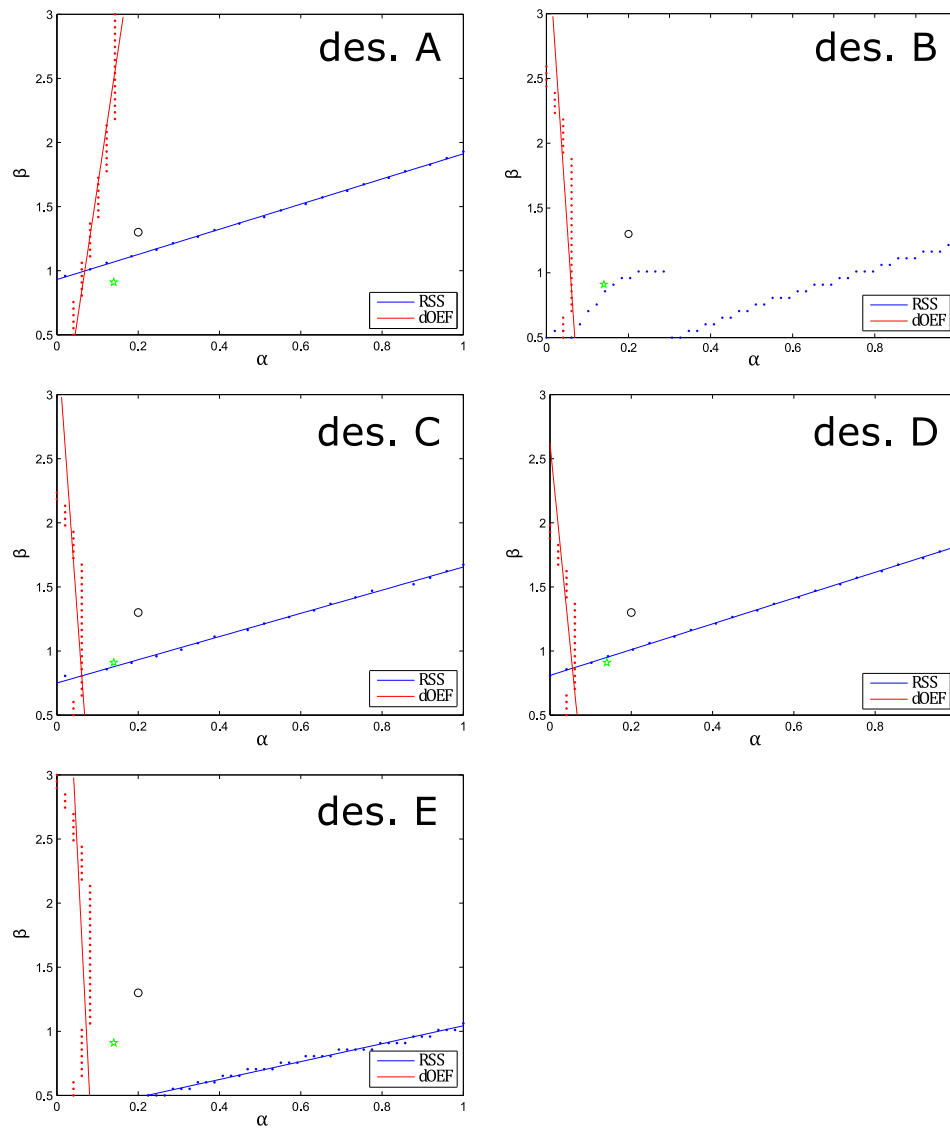 des. A
3
2.5
2
1.5
1
0.5
β
0 0.2 0.4 0.6 0.8 1
α
RSS
dOEF
des. B
3
2.5
2
1.5
1
0.5
β
0 0.2 0.4 0.6 0.8
α
RSS
dOEF
des. C
3
2.5
2
1.5
1
0.5
β
0 0.2 0.4 0.6 0.8 1
α
RSS
dOEF
des. D
3
2.5
2
1.5
1
0.5
β
0 0.2 0.4 0.6 0.8
α
RSS
dOEF
des. E
3
2.5
2
1.5
1
0.5
β
0 0.2 0.4 0.6 0.8 1
α
RSS
dOEF